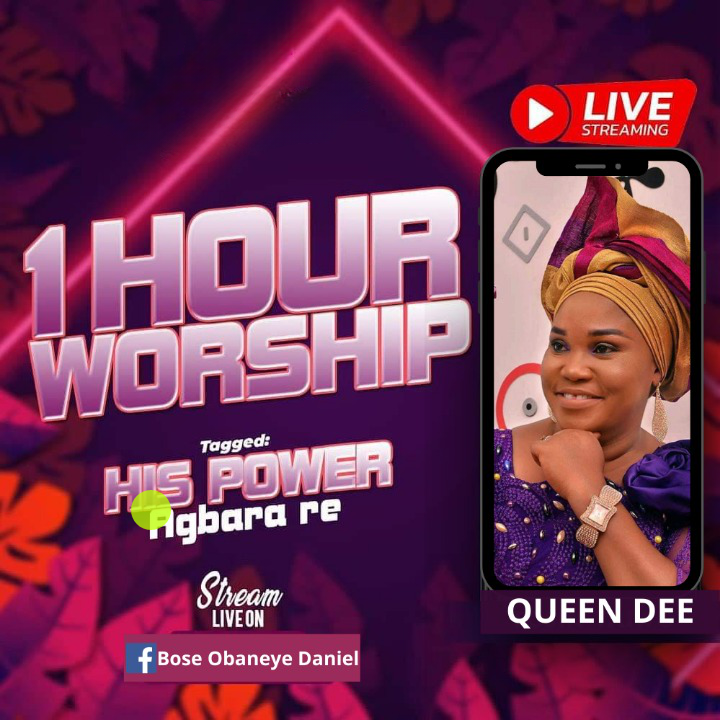 LIVE
STREAMING
1 HOUR
WORSHIP
Tagged:
HIS POWER
Agbara re
Stream
LIVE ON
f Bose Obaneye Daniel
QUEEN DEE